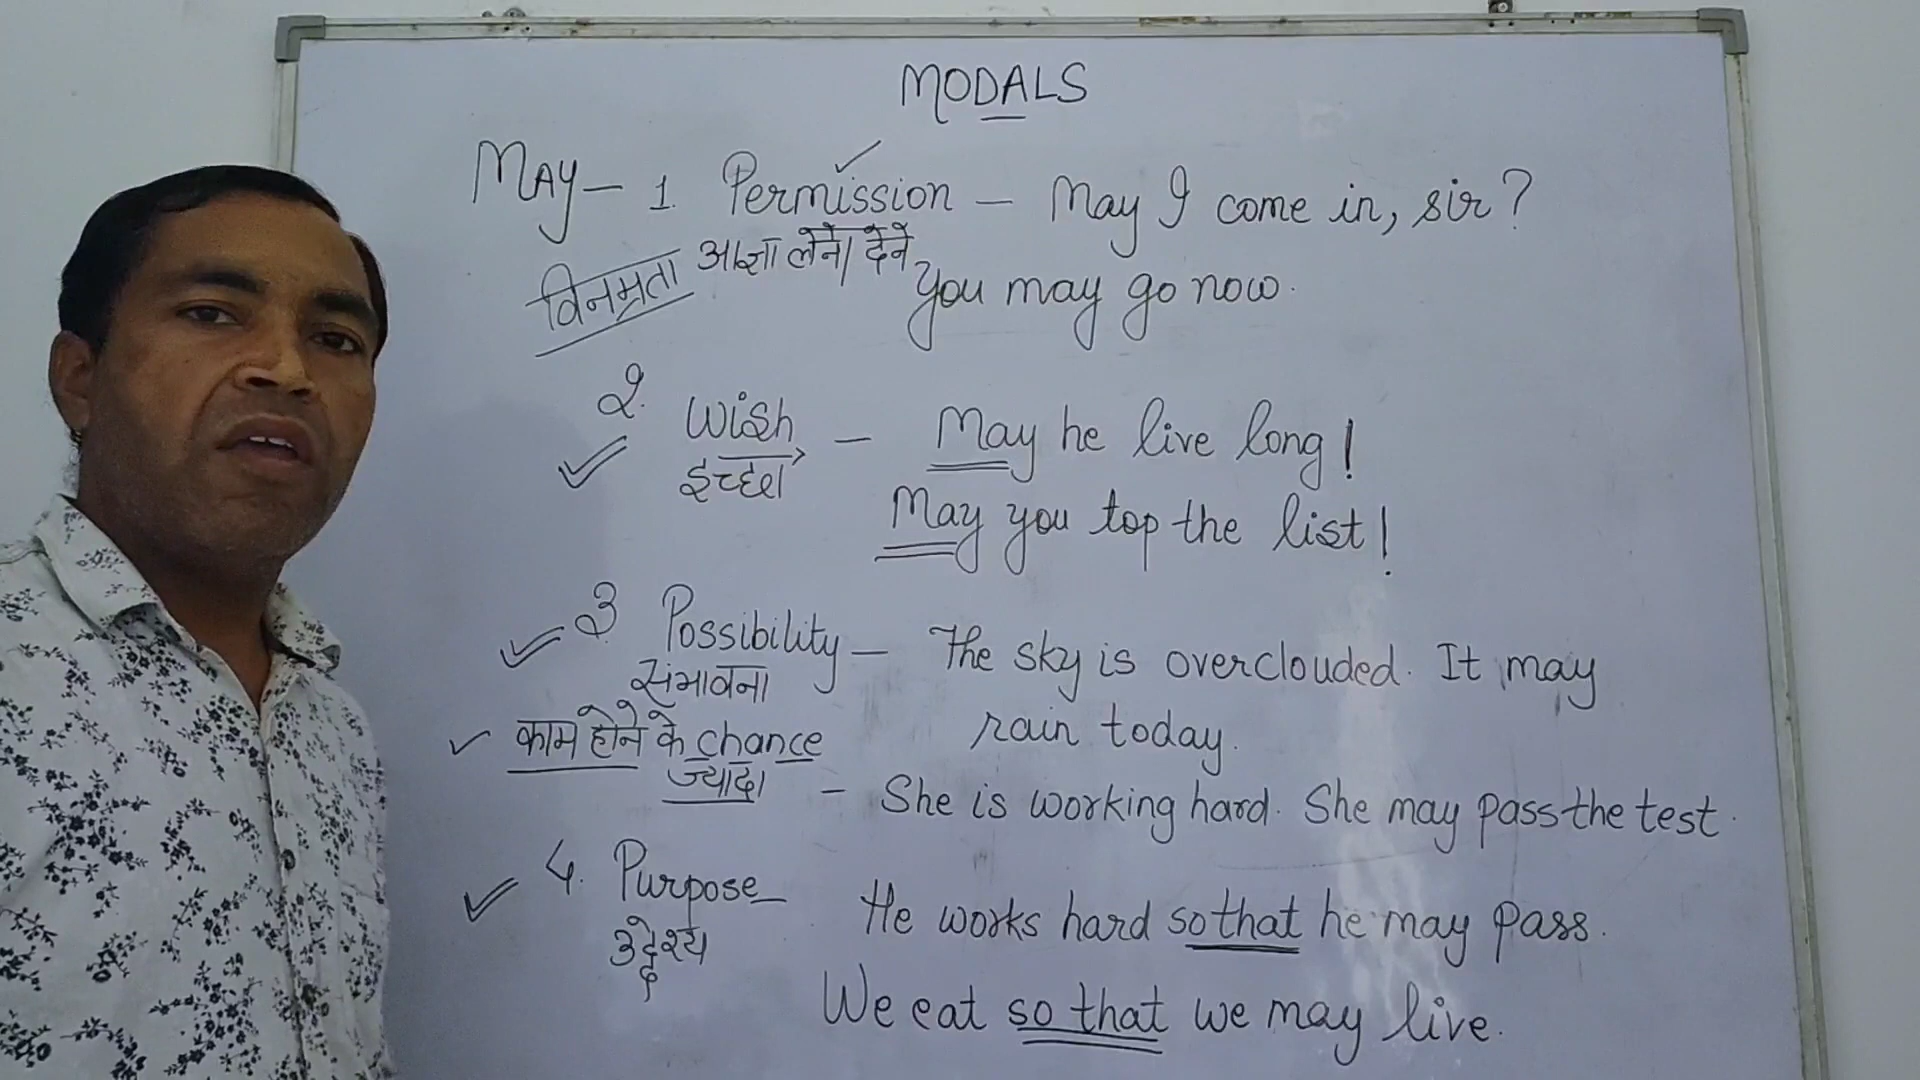 MODALS
MAY – 1. Permission – May I come in, sir?
विनम्रता आज्ञा लेने/देने
You may go now.
2. Wish – May he live long!
इच्छा
May you top the list!
3 Possibility – The sky is overclouded. It may
संभावना
rain today.
काम होने के chance
ज्यादा – She is working hard. She may pass the test.
4. Purpose – He works hard so that he may pass.
उद्देश्य
We eat so that we may live.